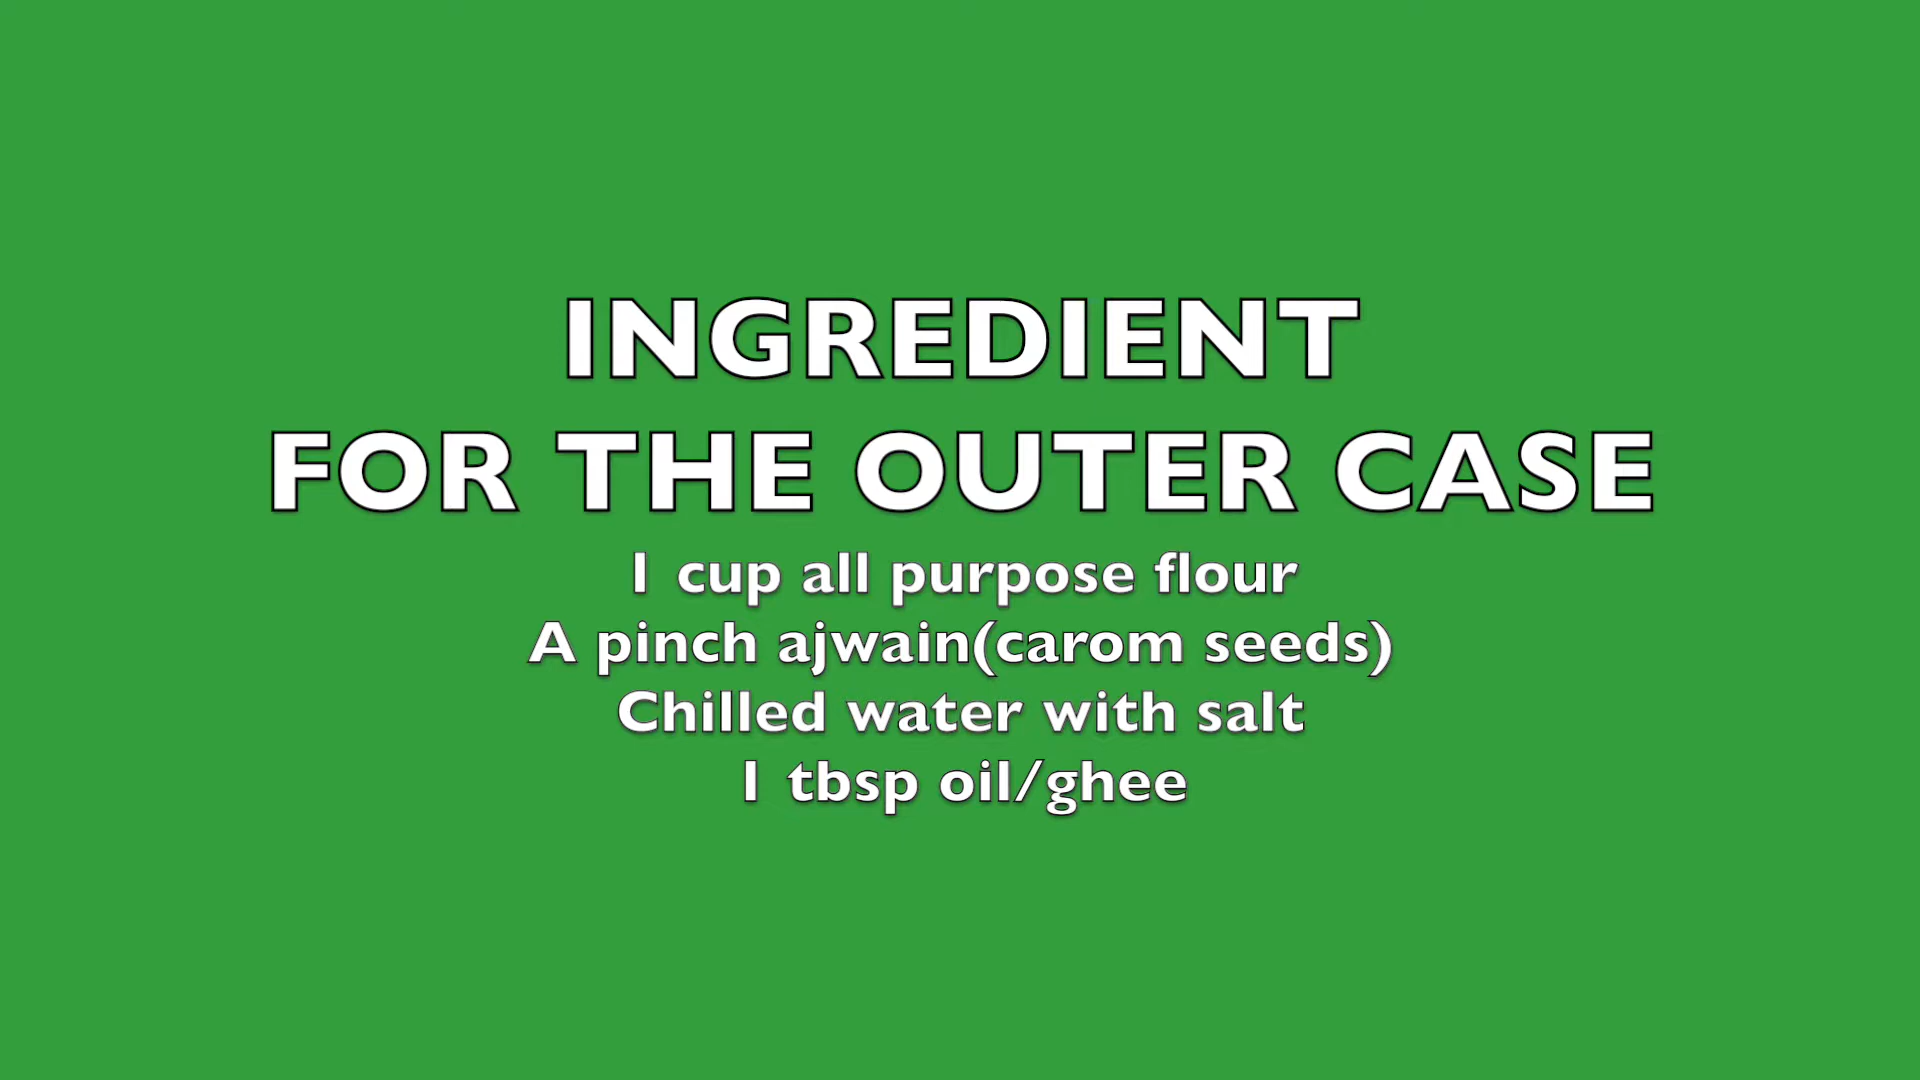 INGREDIENT
FOR THE OUTER CASE
1 cup all purpose flour
A pinch ajwain(carom seeds)
Chilled water with salt
1 tbsp oil/ghee